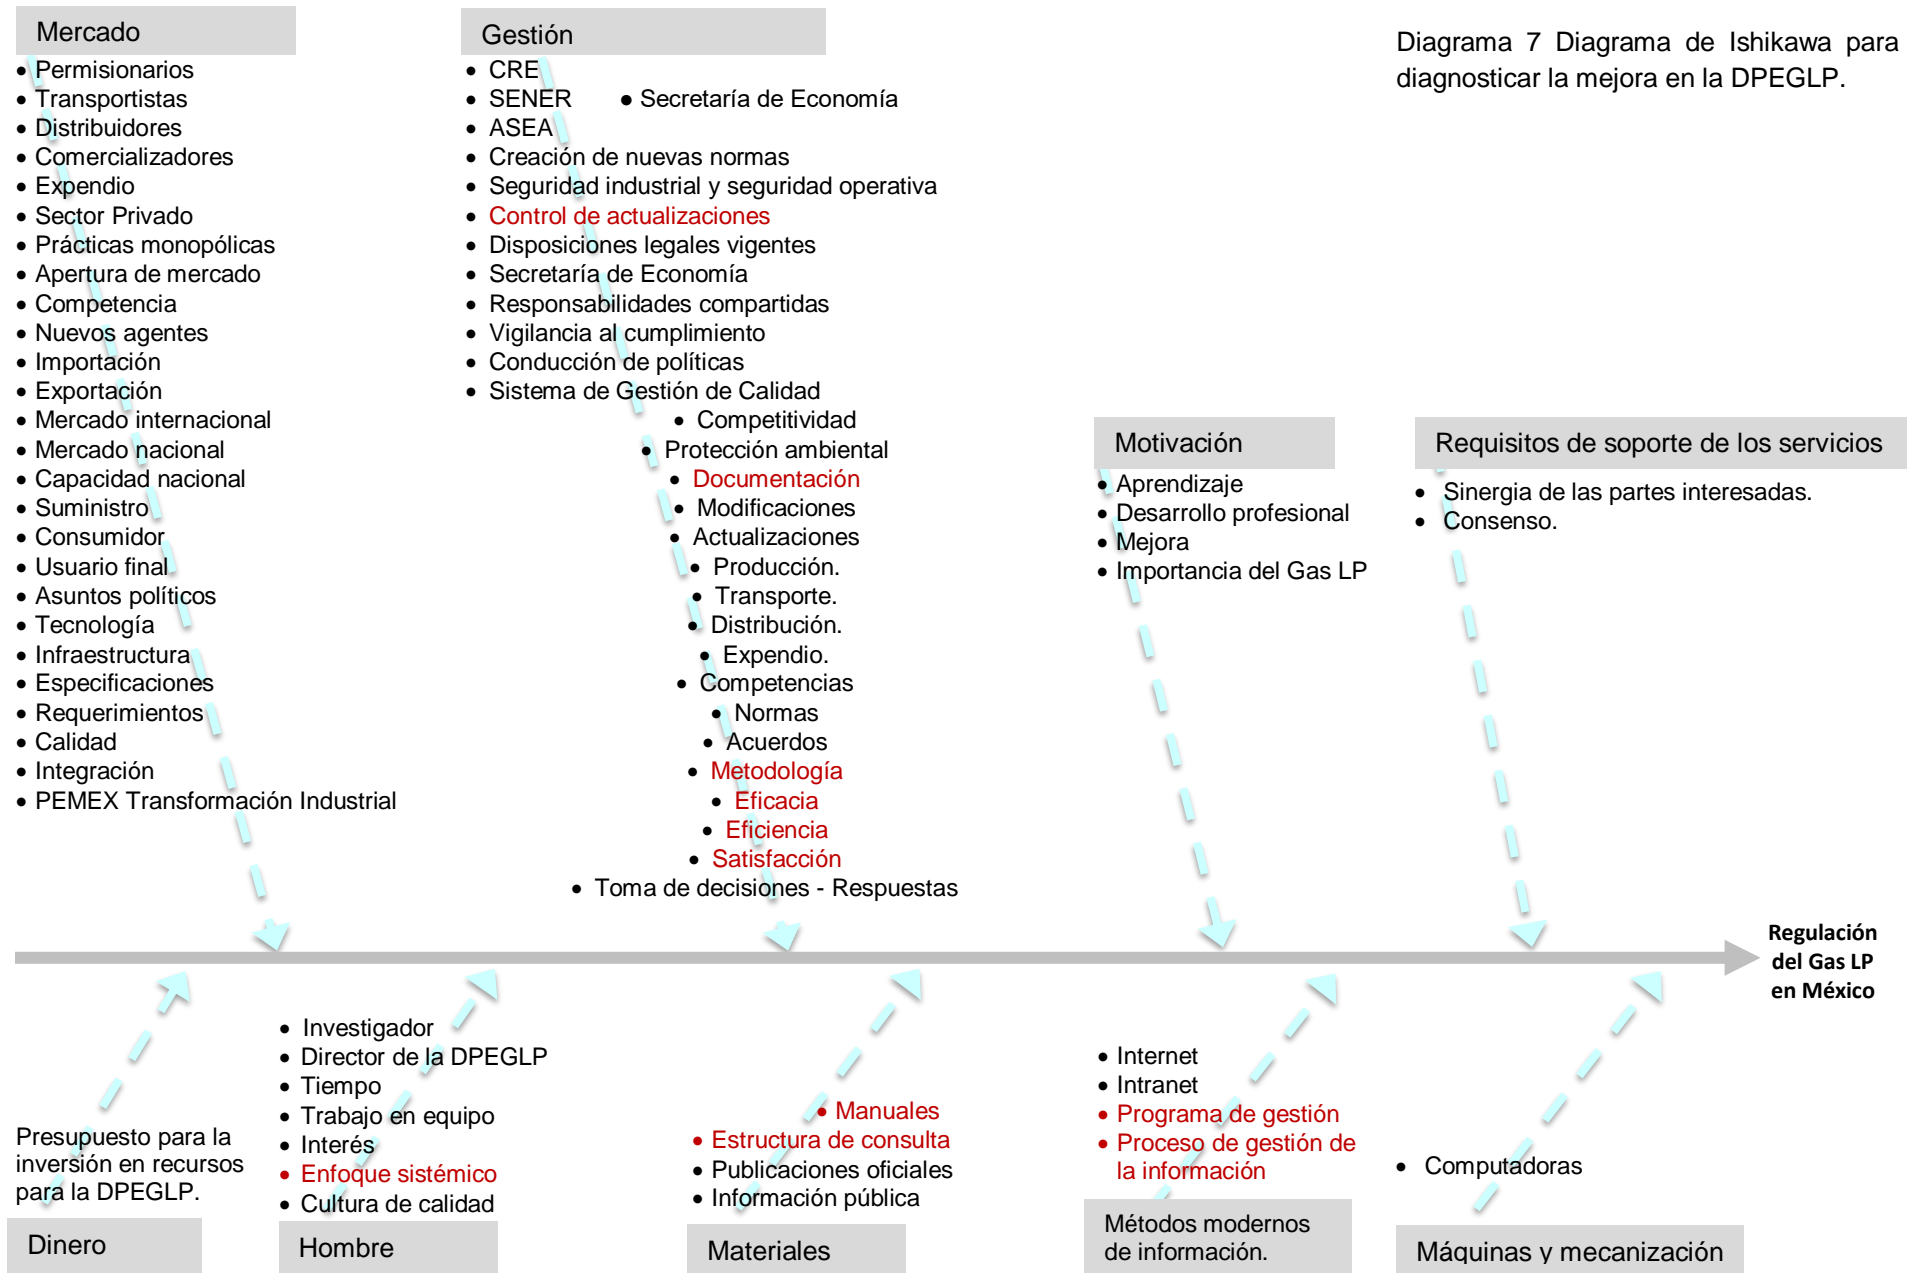 Diagrama 7 Diagrama de Ishikawa para
diagnosticar la mejora en la DPEGLP.
Mercado
• Permisionarios
• Transportistas
• Distribuidores
• Comercializadores
• Expendio
• Sector Privado
• Prácticas monopólicas
• Apertura de mercado
• Competencia
• Nuevos agentes
• Importación
• Exportación
• Mercado internacional
• Mercado nacional
• Capacidad nacional
• Suministro
• Consumidor
• Usuario final
• Asuntos políticos
• Tecnología
• Infraestructura
• Especificaciones
• Requerimientos
• Calidad
• Integración
• PEMEX Transformación Industrial
Gestión
• CRE
• SENER • Secretaría de Economía
• ASEA
• Creación de nuevas normas
• Seguridad industrial y seguridad operativa
• Control de actualizaciones
• Disposiciones legales vigentes
• Secretaría de Economía
• Responsabilidades compartidas
• Vigilancia al cumplimiento
• Conducción de políticas
• Sistema de Gestión de Calidad
• Competitividad
• Protección ambiental
• Documentación
• Modificaciones
• Actualizaciones
• Producción.
• Transporte.
• Distribución.
• Expendio.
• Competencias
• Normas
• Acuerdos
• Metodología
• Eficacia
• Eficiencia
• Satisfacción
• Toma de decisiones - Respuestas
Motivación
• Aprendizaje
• Desarrollo profesional
• Mejora
• Importancia del Gas LP
Requisitos de soporte de los servicios
• Sinergia de las partes interesadas.
• Consenso.
Regulación
del Gas LP
en México
Presupuesto para la
inversión en recursos
para la DPEGLP.
Dinero
• Investigador
• Director de la DPEGLP
• Tiempo
• Trabajo en equipo
• Interés
• Enfoque sistémico
• Cultura de calidad
Hombre
• Manuales
• Estructura de consulta
• Publicaciones oficiales
• Información pública
Materiales
• Internet
• Intranet
• Programa de gestión
• Proceso de gestión de
la información
Métodos modernos
de información.
• Computadoras
Máquinas y mecanización